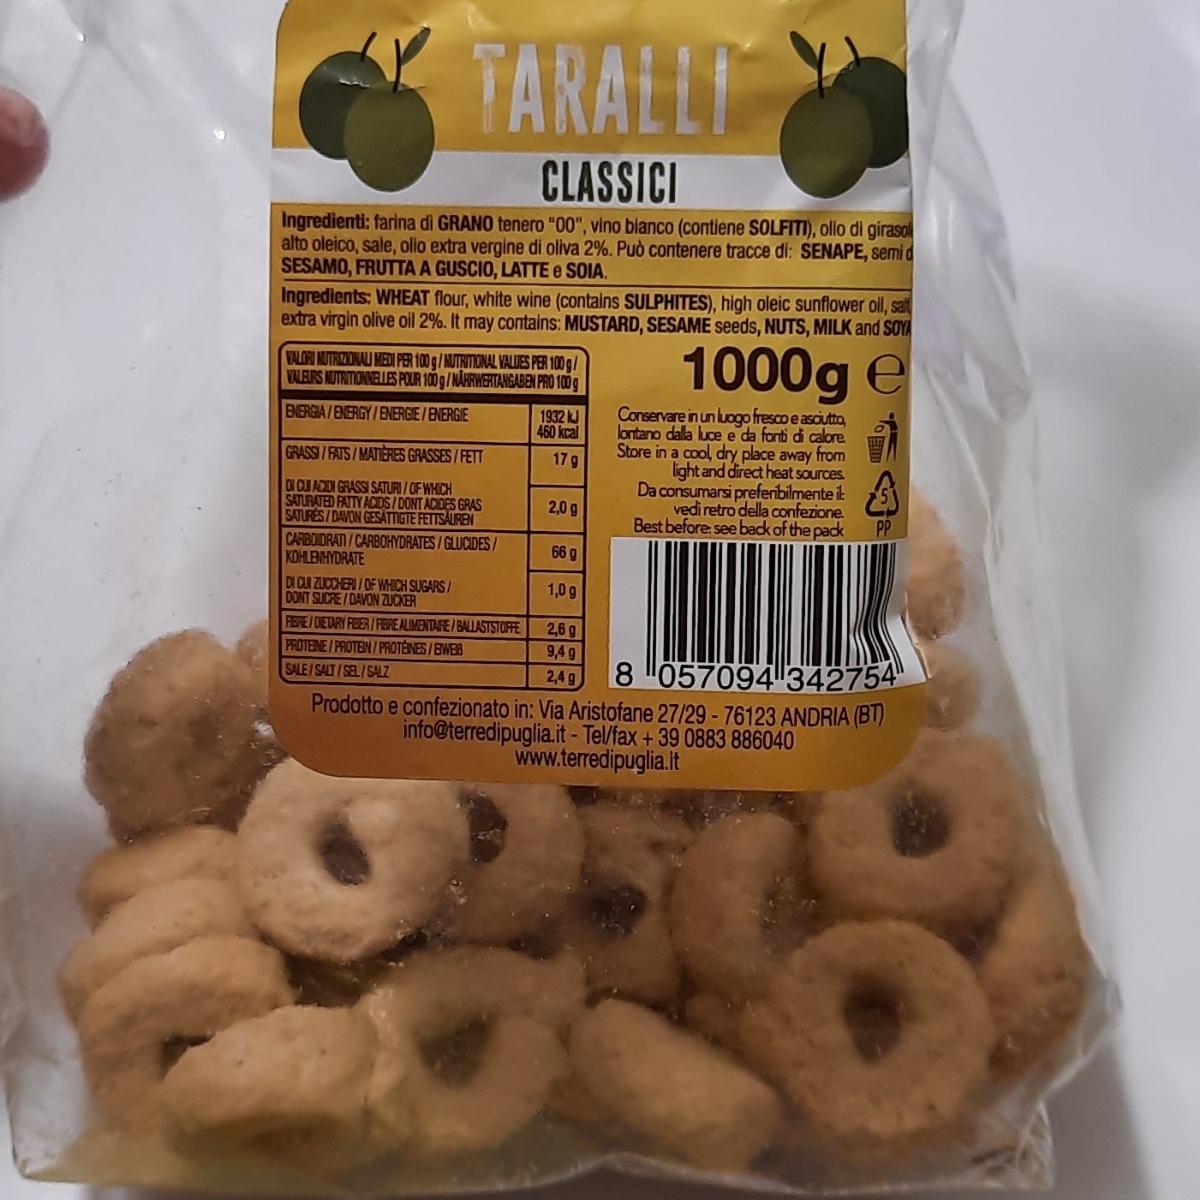 TARALLI
CLASSICI
Ingredienti: farina di GRANO tenero "00", vino bianco (contiene SOLFITI), olio di girasol
alto oleico, sale, olio extra vergine di oliva 2%. Può contenere tracce di: SENAPE, semi d
SESAMO, FRUTTA A GUSCIO, LATTE e SOIA.
Ingredients: WHEAT flour, white wine (contains SULPHITES), high oleic sunflower oil, salt,
extra virgin olive oil 2%. It may contains: MUSTARD, SESAME seeds, NUTS, MILK and SOYA
VALORI NUTRIZIONALI MEDI PER 100 g / NUTRITIONAL VALUES PER 100 g /
VALEURS NUTRITIONNELLES POUR 100 g / NÄHRWERTANGABEN PRO 100 g
ENERGIA / ENERGY / ENERGIE / ENERGIE 1932 kJ
460 kcal
GRASSI / FATS / MATIÈRES GRASSES / FETT 17 g
DI CUI ACIDI GRASSI SATURI / OF WHICH
SATURATED FATTY ACIDS / DONT ACIDES GRAS 2,0 g
SATURÉS / DAVON GESÄTTIGTE FETTSÄUREN
CARBOIDRATI / CARBOHYDRATES / GLUCIDES / 66 g
KOHLENHYDRATE
DI CUI ZUCCHERI / OF WHICH SUGARS / 1,0 g
DONT SUCRE / DAVON ZUCKER
FIBRE / DIETARY FIBER / FIBRE ALIMENTAIRE / BALLASTSTOFFE 2,6 g
PROTEINE / PROTEIN / PROTÉINES / EIWEIß 9,4 g
SALE / SALT / SEL / SALZ 2,4 g
1000g e
Conservare in un luogo fresco e asciutto,
lontano dalla luce e da fonti di calore.
Store in a cool, dry place away from
light and direct heat sources.
Da consumarsi preferibilmente il:
vedi retro della confezione.
Best before: see back of the pack
5
PP
8 057094 342754
Prodotto e confezionato in: Via Aristofane 27/29 - 76123 ANDRIA (BT)
info@terredipuglia.it - Tel/fax + 39 0883 886040
www.terredipuglia.it